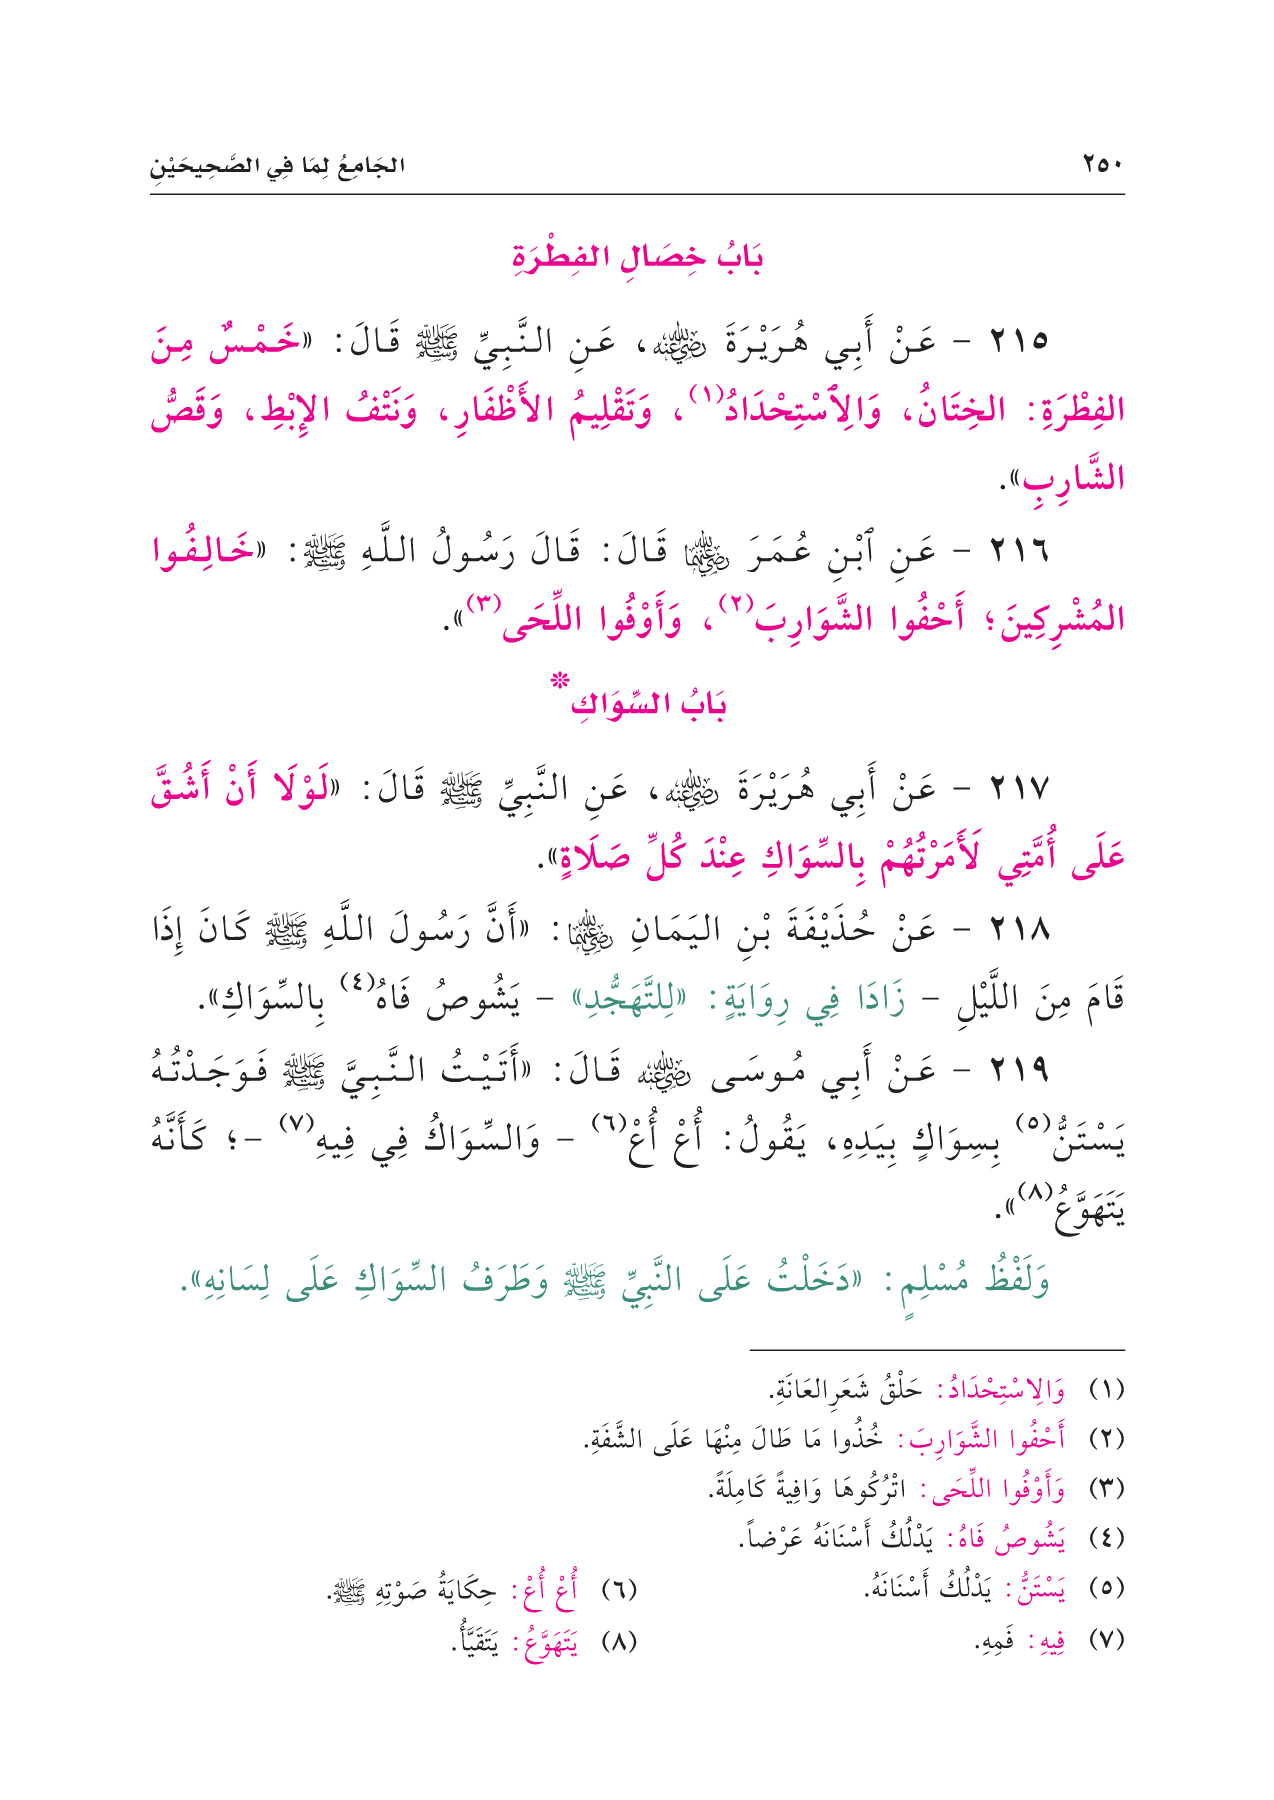 ٢٥٠ الجَامِعُ لِمَا فِي الصَّحِيحَيْنِ
بَابُ خِصَالِ الفِطْرَةِ
٢١٥ - عَنْ أَبِي هُرَيْرَةَ رضي الله عنه، عَنِ النَّبِيِّ ﷺ قَالَ: «خَمْسٌ مِنَ
الفِطْرَةِ: الخِتَانُ، وَالِٱسْتِحْدَادُ(١)، وَتَقْلِيمُ الأَظْفَارِ، وَنَتْفُ الإِبْطِ، وَقَصُّ
الشَّارِبِ».
٢١٦ - عَنِ ٱبْنِ عُمَرَ رضي الله عنهما قَالَ: قَالَ رَسُولُ اللَّهِ ﷺ: «خَالِفُوا
المُشْرِكِينَ؛ أَحْفُوا الشَّوَارِبَ(٢)، وَأَوْفُوا اللِّحَى(٣)».
بَابُ السِّوَاكِ*
٢١٧ - عَنْ أَبِي هُرَيْرَةَ رضي الله عنه، عَنِ النَّبِيِّ ﷺ قَالَ: «لَوْلَا أَنْ أَشُقَّ
عَلَى أُمَّتِي لَأَمَرْتُهُمْ بِالسِّوَاكِ عِنْدَ كُلِّ صَلَاةٍ».
٢١٨ - عَنْ حُذَيْفَةَ بْنِ اليَمَانِ رضي الله عنهما: «أَنَّ رَسُولَ اللَّهِ ﷺ كَانَ إِذَا
قَامَ مِنَ اللَّيْلِ - زَادَا فِي رِوَايَةٍ: «لِلتَّهَجُّدِ» - يَشُوصُ فَاهُ(٤) بِالسِّوَاكِ».
٢١٩ - عَنْ أَبِي مُوسَى رضي الله عنه قَالَ: «أَتَيْتُ النَّبِيَّ ﷺ فَوَجَدْتُهُ
يَسْتَنُّ(٥) بِسِوَاكٍ بِيَدِهِ، يَقُولُ: أُعْ أُعْ(٦) - وَالسِّوَاكُ فِي فِيهِ(٧) -؛ كَأَنَّهُ
يَتَهَوَّعُ(٨)».
وَلَفْظُ مُسْلِمٍ: «دَخَلْتُ عَلَى النَّبِيِّ ﷺ وَطَرَفُ السِّوَاكِ عَلَى لِسَانِهِ».
(١) وَالِاسْتِحْدَادُ: حَلْقُ شَعَرِ العَانَةِ.
(٢) أَحْفُوا الشَّوَارِبَ: خُذُوا مَا طَالَ مِنْهَا عَلَى الشَّفَةِ.
(٣) وَأَوْفُوا اللِّحَى: اتْرُكُوهَا وَافِيةً كَامِلَةً.
(٤) يَشُوصُ فَاهُ: يَدْلُكُ أَسْنَانَهُ عَرْضاً.
(٥) يَسْتَنُّ: يَدْلُكُ أَسْنَانَهُ. (٦) أُعْ أُعْ: حِكَايَةُ صَوْتِهِ ﷺ.
(٧) فِيهِ: فَمِهِ. (٨) يَتَهَوَّعُ: يَتَقَيَّأُ.